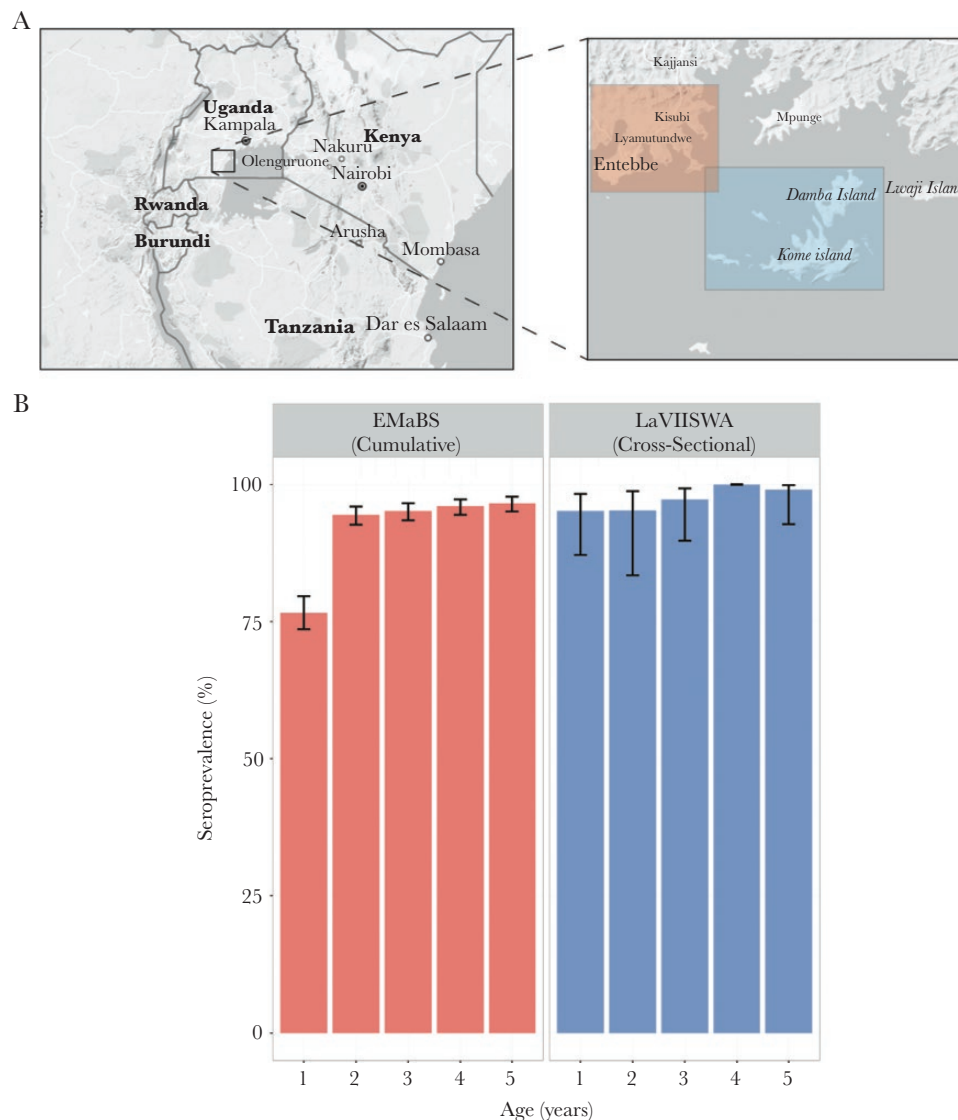 A
Uganda
Kampala
Kenya
Nakuru
Olenguruone
Nairobi
Rwanda
Burundi
Arusha
Mombasa
Tanzania
Dar es Salaam
Kajjansi
Kisubi
Mpunge
Lyamutundwe
Entebbe
Damba Island
Lwaji Islan
Kome island
B
EMaBS
(Cumulative)
LaVIISWA
(Cross-Sectional)
100
75
50
25
0
Seroprevalence (%)
1 2 3 4 5
1 2 3 4 5
Age (years)